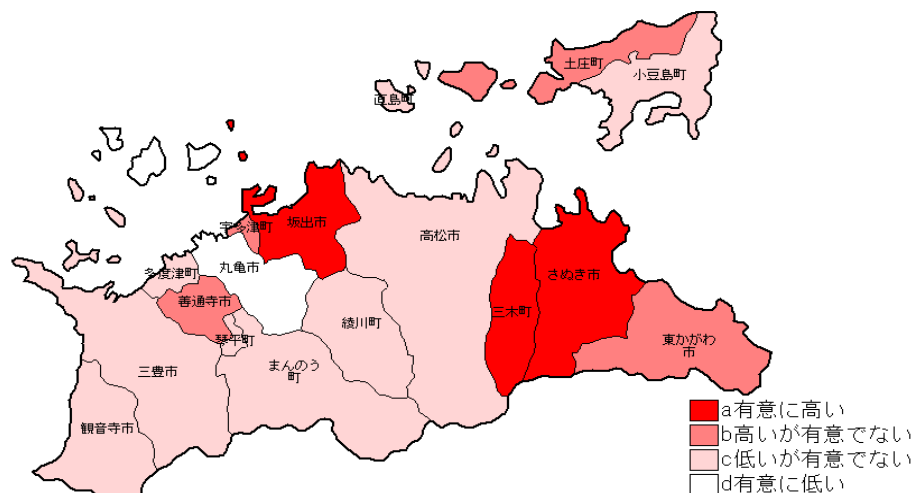 土庄町
小豆島町
直島町
宇多津町
坂出市
高松市
丸亀市
多度津町
さぬき市
善通寺市
三木町
綾川町
琴平町
東かがわ
市
まんのう
町
三豊市
観音寺市
a有意に高い
b高いが有意でない
c低いが有意でない
d有意に低い